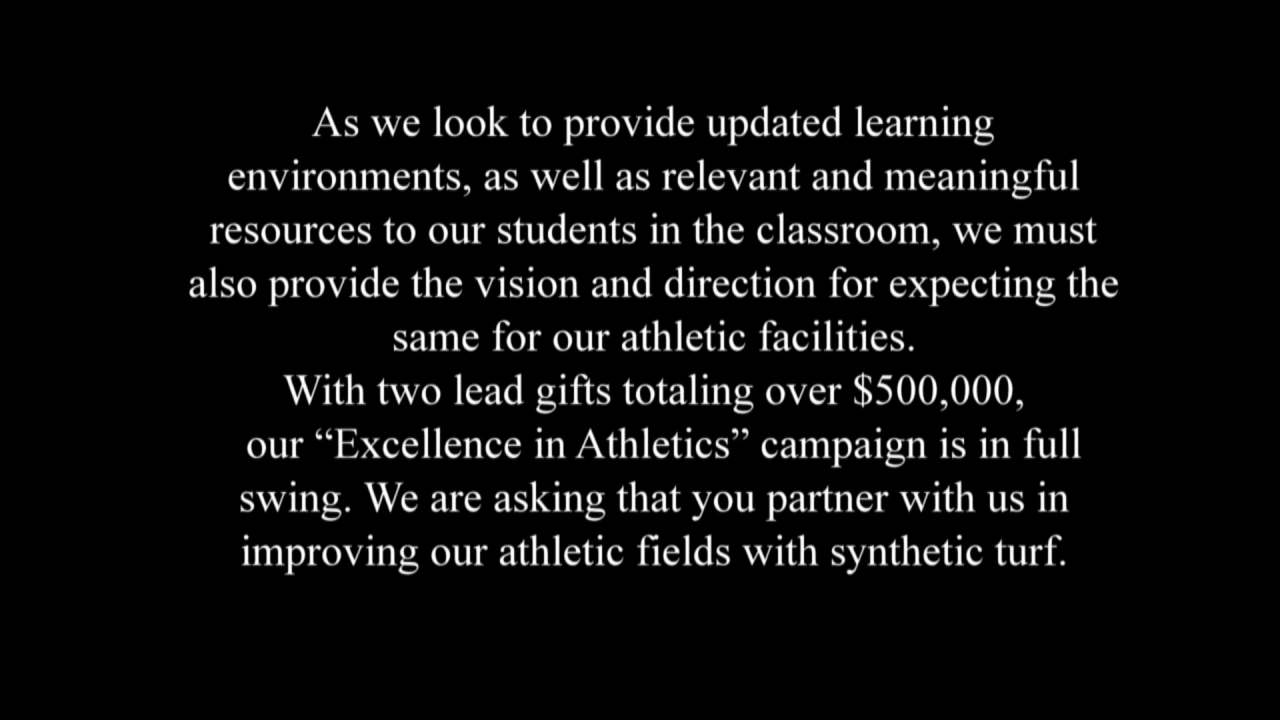 As we look to provide updated learning
environments, as well as relevant and meaningful
resources to our students in the classroom, we must
also provide the vision and direction for expecting the
same for our athletic facilities.
With two lead gifts totaling over $500,000,
our “Excellence in Athletics” campaign is in full
swing. We are asking that you partner with us in
improving our athletic fields with synthetic turf.